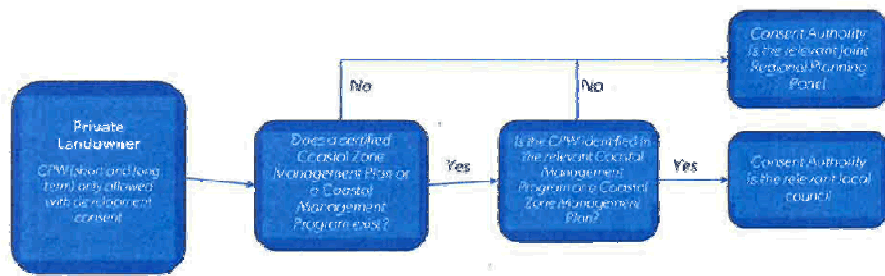 Private
Landowner
CPW (short and long
term) only allowed
with development
consent
Does a certified
Coastal Zone
Management Plan or
a Coastal
Management
Program exist?
No
Yes
Is the CPW identified in
the relevant Coastal
Management
Program or a Coastal
Zone Management
Plan?
No
Yes
Consent Authority
is the relevant Joint
Regional Planning
Panel
Consent Authority
is the relevant local
council